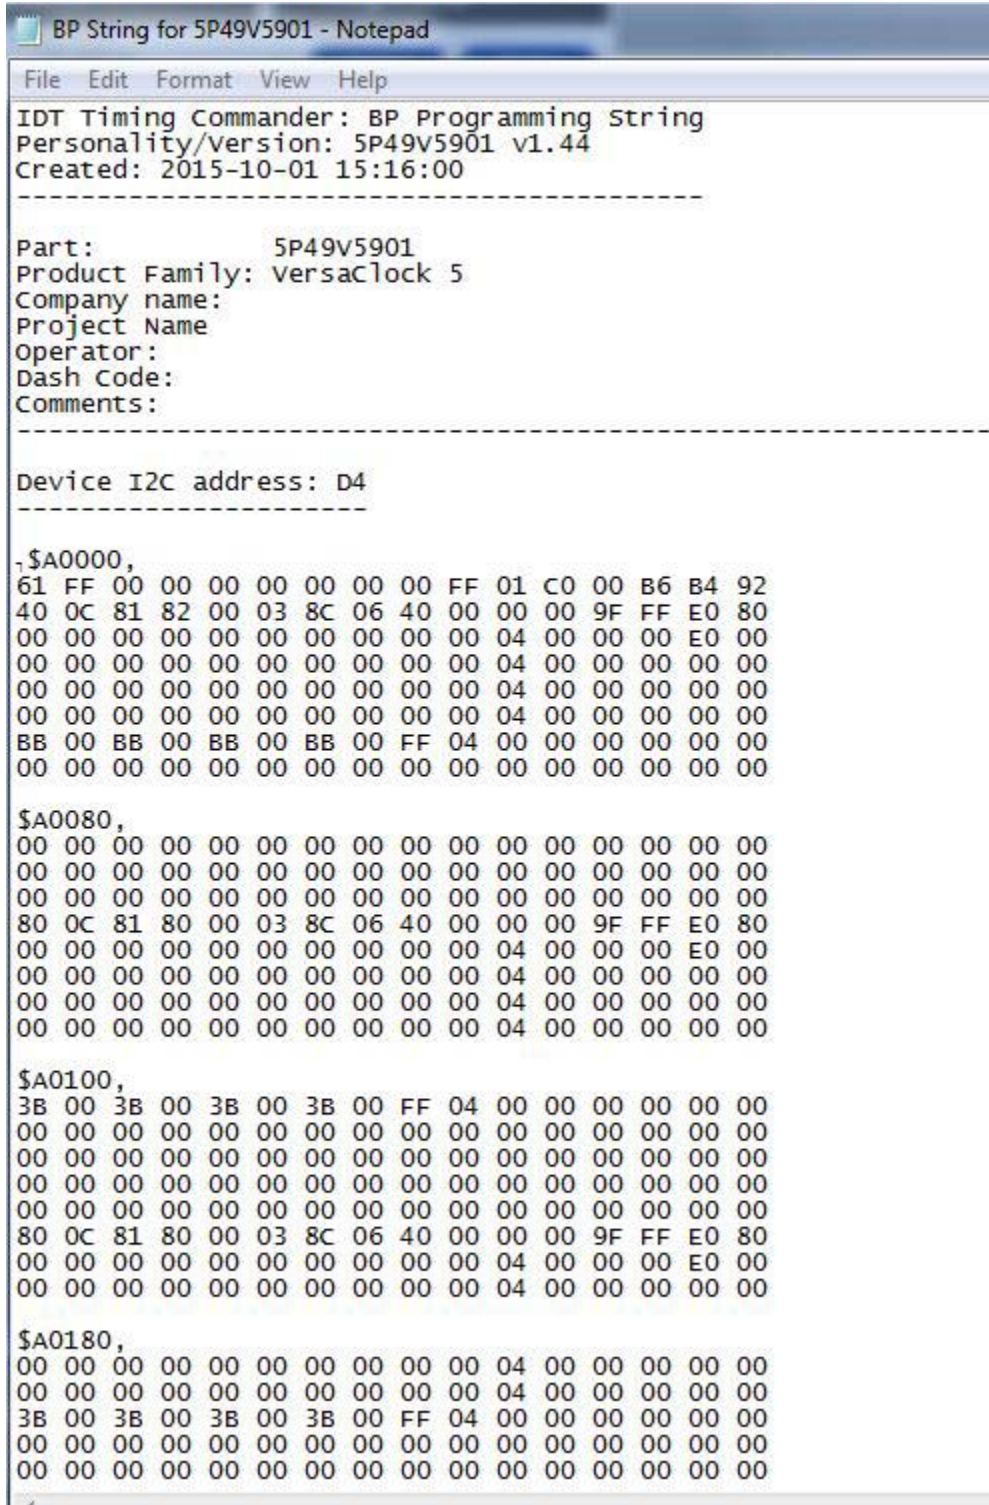 BP String for 5P49V5901 - Notepad
File Edit Format View Help
IDT Timing Commander: BP Programming String
Personality/Version: 5P49V5901 v1.44
Created: 2015-10-01 15:16:00
-------------------------------------------
Part: 5P49V5901
Product Family: VersaClock 5
Company name:
Project Name
Operator:
Dash Code:
Comments:
-------------------------------------------------------------
Device I2C address: D4
----------------------
$A0000,
61 FF 00 00 00 00 00 00 00 FF 01 C0 00 B6 B4 92
40 0C 81 82 00 03 8C 06 40 00 00 00 9F FF E0 80
00 00 00 00 00 00 00 00 00 00 04 00 00 00 E0 00
00 00 00 00 00 00 00 00 00 00 04 00 00 00 00 00
00 00 00 00 00 00 00 00 00 00 04 00 00 00 00 00
00 00 00 00 00 00 00 00 00 00 04 00 00 00 00 00
BB 00 BB 00 BB 00 BB 00 FF 04 00 00 00 00 00 00
00 00 00 00 00 00 00 00 00 00 00 00 00 00 00 00
$A0080,
00 00 00 00 00 00 00 00 00 00 00 00 00 00 00 00
00 00 00 00 00 00 00 00 00 00 00 00 00 00 00 00
00 00 00 00 00 00 00 00 00 00 00 00 00 00 00 00
80 0C 81 80 00 03 8C 06 40 00 00 00 9F FF E0 80
00 00 00 00 00 00 00 00 00 00 04 00 00 00 E0 00
00 00 00 00 00 00 00 00 00 00 04 00 00 00 00 00
00 00 00 00 00 00 00 00 00 00 04 00 00 00 00 00
00 00 00 00 00 00 00 00 00 00 04 00 00 00 00 00
$A0100,
3B 00 3B 00 3B 00 3B 00 FF 04 00 00 00 00 00 00
00 00 00 00 00 00 00 00 00 00 00 00 00 00 00 00
00 00 00 00 00 00 00 00 00 00 00 00 00 00 00 00
00 00 00 00 00 00 00 00 00 00 00 00 00 00 00 00
00 00 00 00 00 00 00 00 00 00 00 00 00 00 00 00
80 0C 81 80 00 03 8C 06 40 00 00 00 9F FF E0 80
00 00 00 00 00 00 00 00 00 00 04 00 00 00 E0 00
00 00 00 00 00 00 00 00 00 00 04 00 00 00 00 00
$A0180,
00 00 00 00 00 00 00 00 00 00 04 00 00 00 00 00
00 00 00 00 00 00 00 00 00 00 04 00 00 00 00 00
3B 00 3B 00 3B 00 3B 00 FF 04 00 00 00 00 00 00
00 00 00 00 00 00 00 00 00 00 00 00 00 00 00 00
00 00 00 00 00 00 00 00 00 00 00 00 00 00 00 00